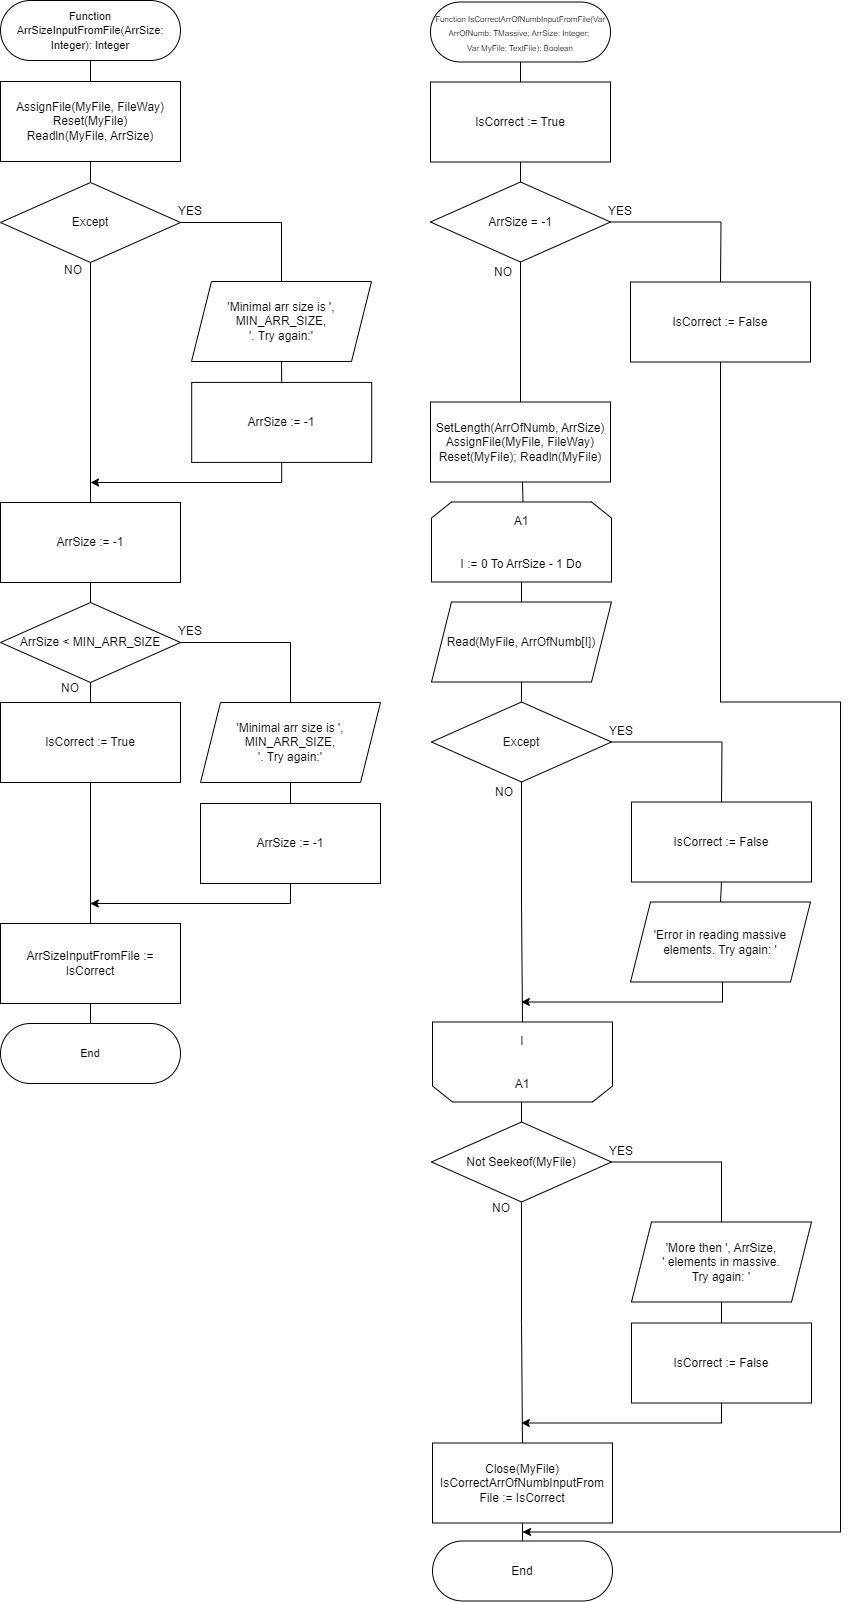 Function
ArrSizeInputFromFile(ArrSize:
Integer): Integer
AssignFile(MyFile, FileWay)
Reset(MyFile)
Readln(MyFile, ArrSize)
Except
YES
NO
'Minimal arr size is ',
MIN_ARR_SIZE,
'. Try again:'
ArrSize := -1
ArrSize := -1
ArrSize < MIN_ARR_SIZE
YES
NO
IsCorrect := True
'Minimal arr size is ',
MIN_ARR_SIZE,
'. Try again:'
ArrSize := -1
ArrSizeInputFromFile :=
IsCorrect
End
Function IsCorrectArrOfNumbInputFromFile(Var
ArrOfNumb: TMassive; ArrSize: Integer;
Var MyFile: TextFile): Boolean
IsCorrect := True
ArrSize = -1
YES
NO
IsCorrect := False
SetLength(ArrOfNumb, ArrSize)
AssignFile(MyFile, FileWay)
Reset(MyFile); Readln(MyFile)
A1
I := 0 To ArrSize - 1 Do
Read(MyFile, ArrOfNumb[I])
Except
YES
NO
IsCorrect := False
'Error in reading massive
elements. Try again: '
I
A1
Not Seekeof(MyFile)
YES
NO
'More then ', ArrSize,
' elements in massive.
Try again: '
IsCorrect := False
Close(MyFile)
IsCorrectArrOfNumbInputFrom
File := IsCorrect
End